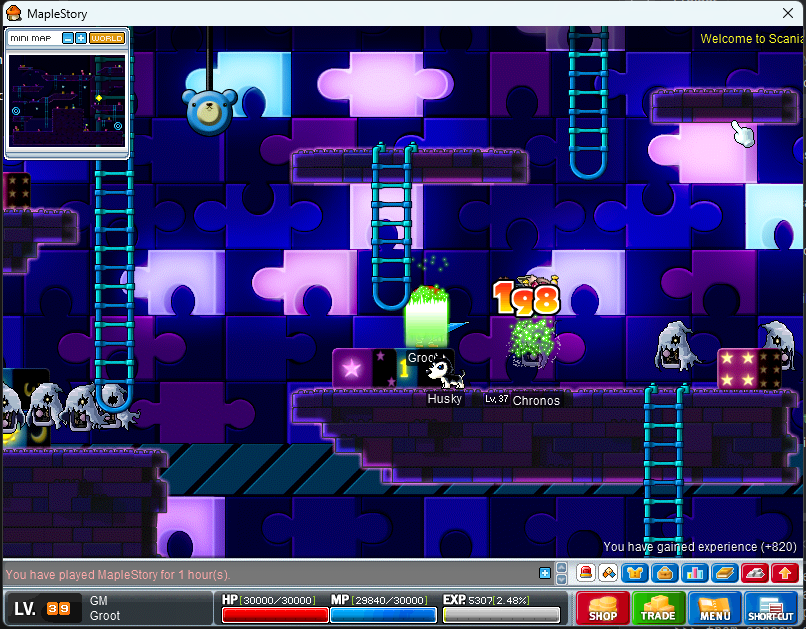 MapleStory
MINI MAP
WORLD
Welcome to Scania
198
1
Groot
Husky
Lv. 37 Chronos
You have gained experience (+820)
You have played MapleStory for 1 hour(s).
LV. 39
GM
Groot
HP [30000/30000]
MP [29840/30000]
EXP. 5307[2.48%]
SHOP
TRADE
MENU
SHORT CUT